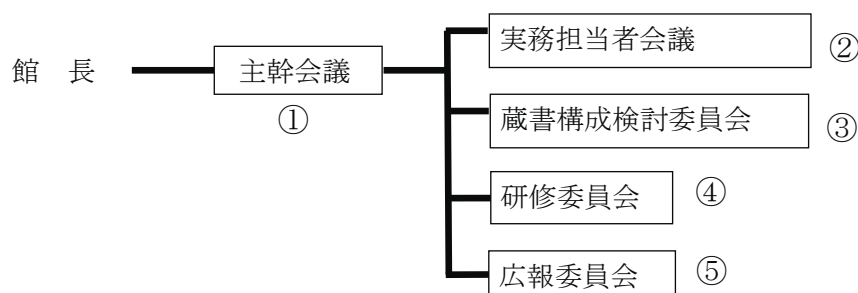 館　長
主幹会議
①
実務担当者会議
②
蔵書構成検討委員会
③
研修委員会
④
広報委員会
⑤